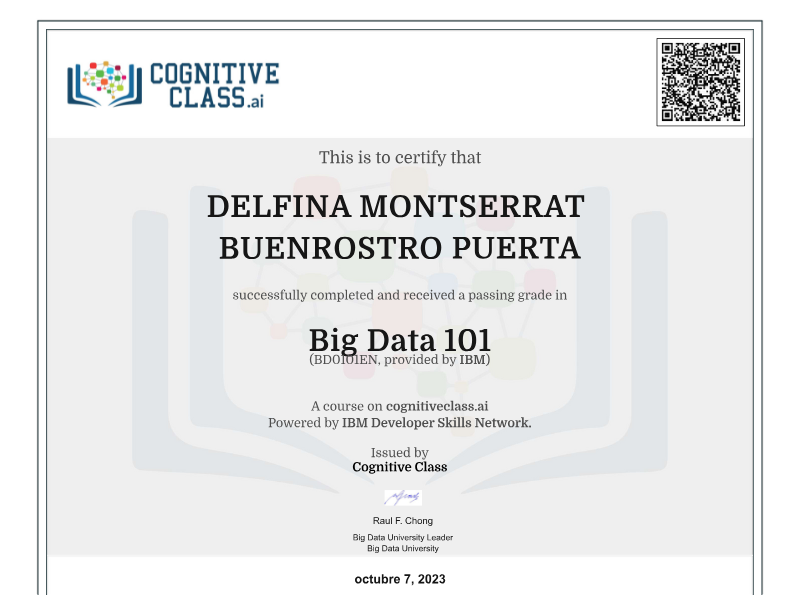 COGNITIVE
CLASS.ai
This is to certify that
DELFINA MONTSERRAT
BUENROSTRO PUERTA
successfully completed and received a passing grade in
Big Data 101
(BD0101EN, provided by IBM)
A course on cognitiveclass.ai
Powered by IBM Developer Skills Network.
Issued by
Cognitive Class
Raul F. Chong
Big Data University Leader
Big Data University
octubre 7, 2023